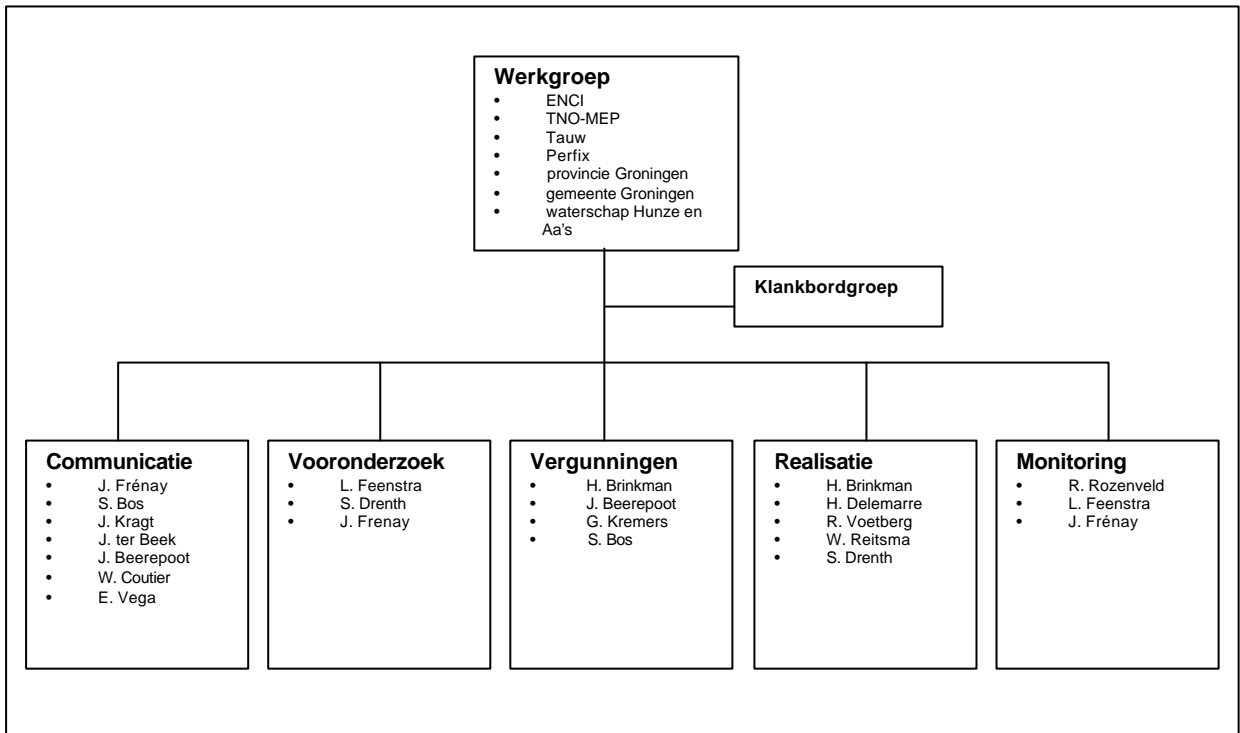 Werkgroep
• ENCI
• TNO-MEP
• Tauw
• Perfix
• provincie Groningen
• gemeente Groningen
• waterschap Hunze en
Aa's
Klankbordgroep
Communicatie
• J. Frénay
• S. Bos
• J. Kragt
• J. ter Beek
• J. Beerepoot
• W. Coutier
• E. Vega
Vooronderzoek
• L. Feenstra
• S. Drenth
• J. Frenay
Vergunningen
• H. Brinkman
• J. Beerepoot
• G. Kremers
• S. Bos
Realisatie
• H. Brinkman
• H. Delemarre
• R. Voetberg
• W. Reitsma
• S. Drenth
Monitoring
• R. Rozenveld
• L. Feenstra
• J. Frénay